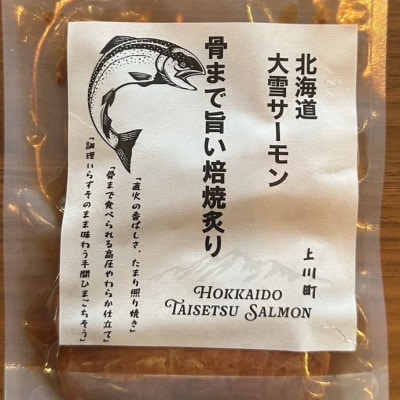 北海道
大雪サーモン
骨まで旨い焙焼炙り
「直火の香ばしさ、たまり照り焼き」
「骨まで食べられる高圧やわらか仕立て」
「調理いらずそのまま味わう手間ひまごちそう」
上川町
HOKKAIDO
TAISETSU SALMON